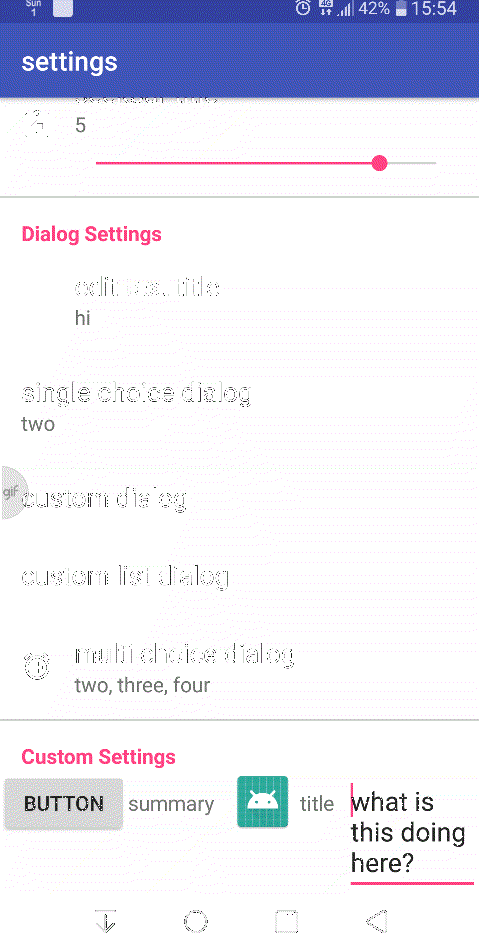 Sun
1
4G
42%
15:54
settings
5
Dialog Settings
edit text title
hi
single choice dialog
two
gif
custom dialog
custom list dialog
multi choice dialog
two, three, four
Custom Settings
BUTTON summary title what is
this doing
here?